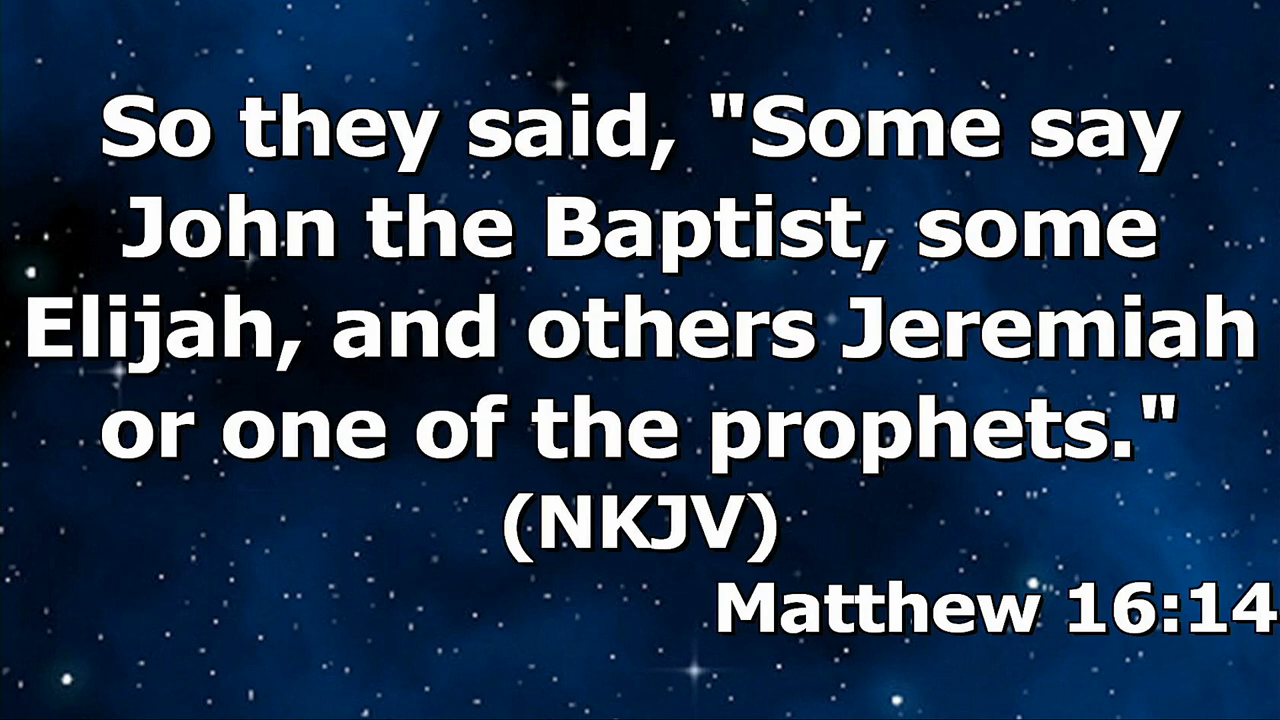 So they said, "Some say
John the Baptist, some
Elijah, and others Jeremiah
or one of the prophets."
(NKJV)
Matthew 16:14